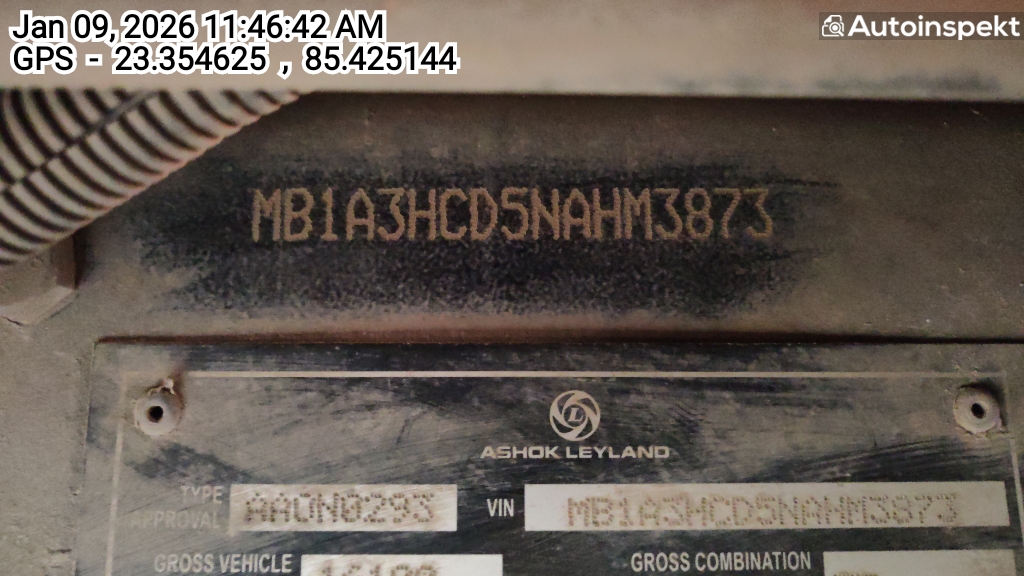 Jan 09, 2026 11:46:42 AM
GPS - 23.354625 , 85.425144
Autoinspekt
MB1A3HCD5NAHM3873
ASHOK LEYLAND
TYPE APPROVAL AAON0293 VIN MB1A3HCD5NAHM3873
GROSS VEHICLE GROSS COMBINATION